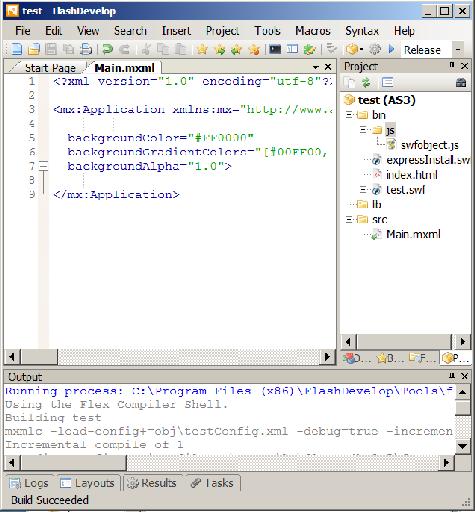 test - FlashDevelop
File Edit View Search Insert Project Tools Macros Syntax Help
Release
Start Page Main.mxml
Project
1 <?xml version="1.0" encoding="utf-8"?>
2
3 <mx:Application xmlns:mx="http://www.
4
5 backgroundColor="#FF0000"
6 backgroundGradientColors="[#00FF00,
7 backgroundAlpha="1.0">
8
9 </mx:Application>
test (AS3)
bin
js
swfobject.js
expressInstal.sw
index.html
test.swf
lib
src
Main.mxml
D... B... F... P...
Output
Running process: C:\Program Files (x86)\FlashDevelop\Tools\f
Using the Flex Compiler Shell.
Building test
mxmlc -load-config+=obj\testConfig.xml -debug=true -incremen
Incremental compile of 1
Logs Layouts Results Tasks
Build Succeeded